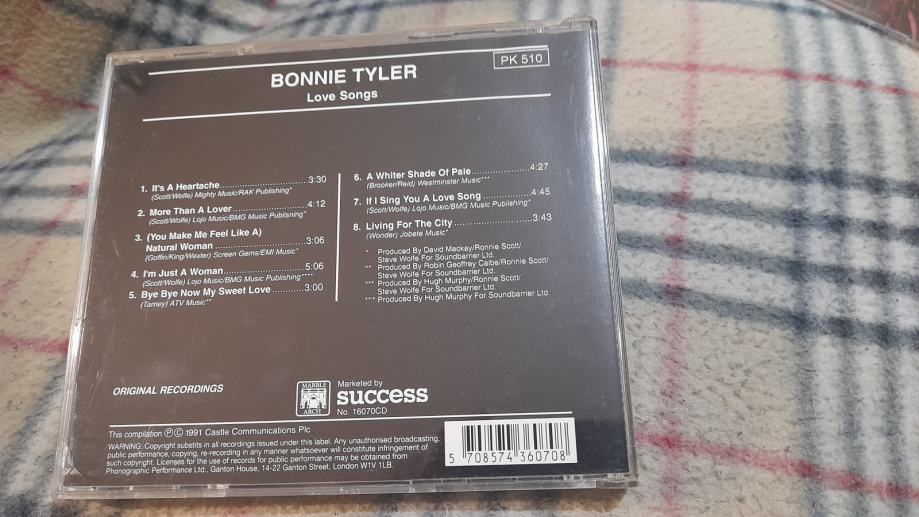 BONNIE TYLER
PK 510
Love Songs
1. It's A Heartache..............................3:30
(Scott/Wolfe) Mighty Music/RAK Publishing*
2. More Than A Lover..........................4:12
(Scott/Wolfe) Lojo Music/BMG Music Publishing*
3. (You Make Me Feel Like A)
Natural Woman................................3:06
(Goffin/King/Wexler) Screen Gems/EMI Music*
4. I'm Just A Woman............................5:06
(Scott/Wolfe) Lojo Music/BMG Music Publishing****
5. Bye Bye Now My Sweet Love...........3:00
(Tarney) ATV Music**
6. A Whiter Shade Of Pale....................4:27
(Brooker/Reid) Westminster Music***
7. If I Sing You A Love Song.................4:45
(Scott/Wolfe) Lojo Music/BMG Music Publishing*
8. Living For The City...........................3:43
(Wonder) Jobete Music*
* Produced By David Mackay/Ronnie Scott/
Steve Wolfe For Soundbarrier Ltd.
** Produced By Robin Geoffrey Calbe/Ronnie Scott/
Steve Wolfe For Soundbarrier Ltd.
*** Produced By Hugh Murphy/Ronnie Scott/
Steve Wolfe For Soundbarrier Ltd.
**** Produced By Hugh Murphy For Soundbarrier Ltd.
ORIGINAL RECORDINGS
MARBLE
ARCH
Marketed by
success
No. 16070CD
This compilation ℗© 1991 Castle Communications Plc
WARNING: Copyright subsists in all recordings issued under this label. Any unauthorised broadcasting,
public performance, copying, re-recording in any manner whatsoever will constitute infringement of
such copyright. Licenses for the use of records for public performance may be obtained from
Phonographic Performance Ltd., Ganton House, 14-22 Ganton Street, London W1V 1LB.
5 708574 360708